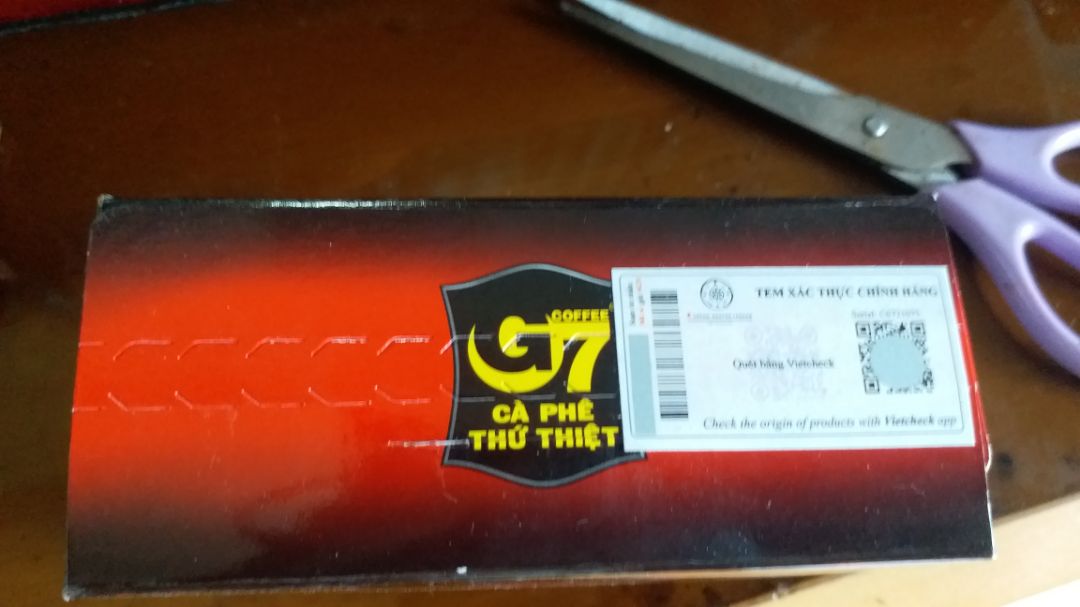 COFFEE
G7
CÀ PHÊ
THỨ THIỆT
TEM XÁC THỰC CHÍNH HÃNG
Quét bằng Vietcheck
Check the origin of products with Vietcheck app